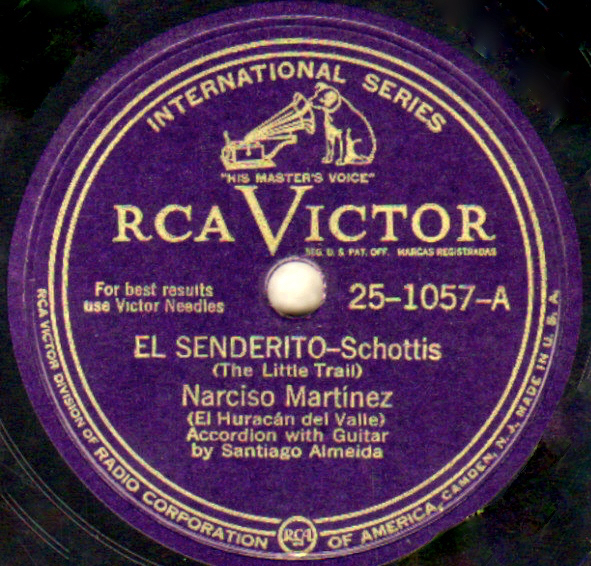 INTERNATIONAL SERIES
"HIS MASTER'S VOICE"
RCA VICTOR
REG. U. S. PAT. OFF. MARCAS REGISTRADAS
For best results
use Victor Needles
25-1057-A
EL SENDERITO-Schottis
(The Little Trail)
Narciso Martínez
(El Huracán del Valle)
Accordion with Guitar
by Santiago Almeida
RCA VICTOR DIVISION OF RADIO CORPORATION OF AMERICA, CAMDEN, N. J., MADE IN U. S. A.
RCA